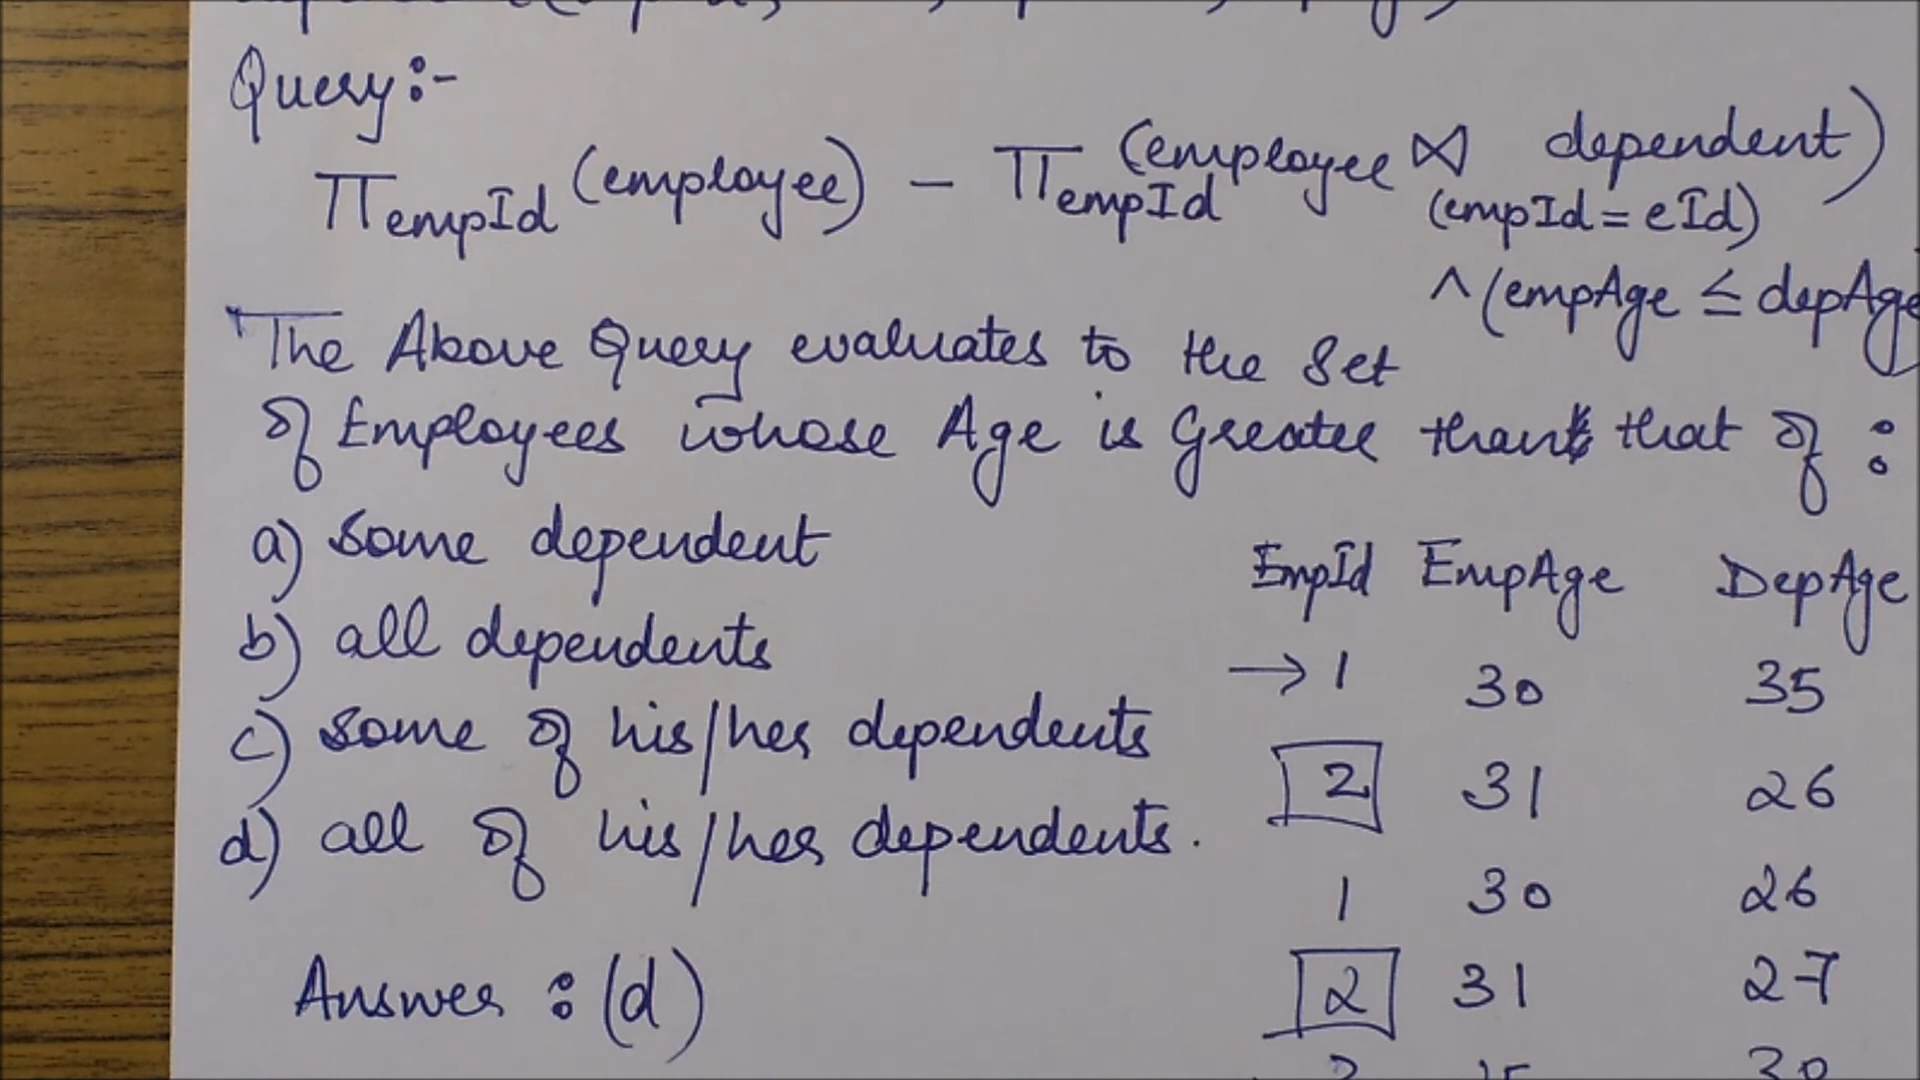 Query:-
πempId (employee) - πempId (employee ⋈ dependent)
(empId = eId)
∧ (empAge ≤ depAge
The Above Query evaluates to the Set
of Employees whose Age is Greater than that of :
a) some dependent
b) all dependents
c) some of his/her dependents
d) all of his/her dependents.
Answer : (d)
EmpId EmpAge DepAge
→ 1 30 35
2 31 26
1 30 26
2 31 27